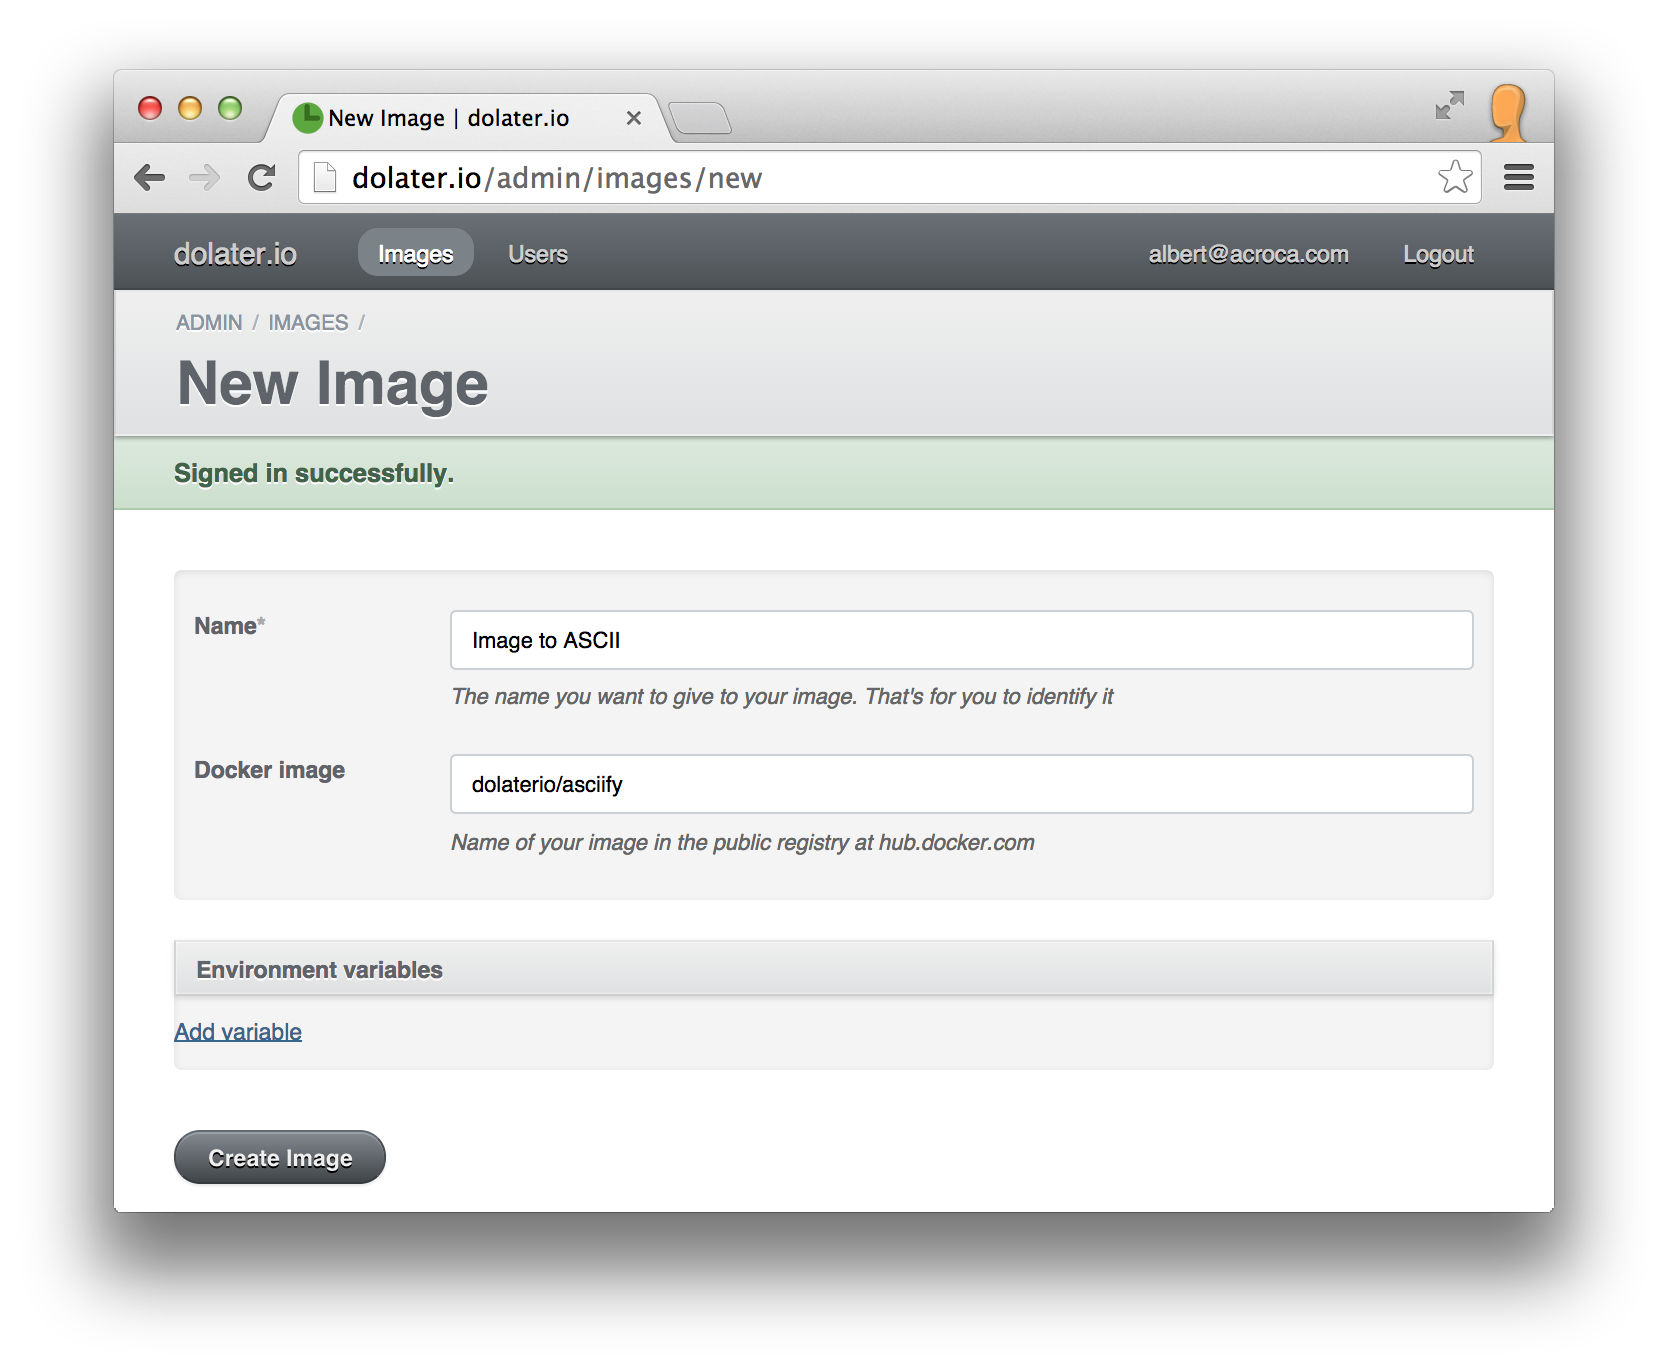 New Image | dolater.io
dolater.io/admin/images/new
dolater.io Images Users albert@acroca.com Logout
ADMIN / IMAGES /
New Image
Signed in successfully.
Name* Image to ASCII
The name you want to give to your image. That's for you to identify it
Docker image dolaterio/asciify
Name of your image in the public registry at hub.docker.com
Environment variables
Add variable
Create Image